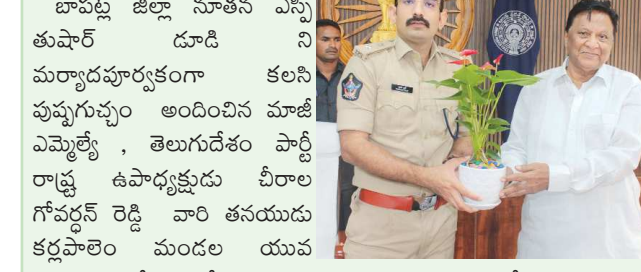 బాపట్ల జిల్లా నూతన ఎస్పీ
తుషార్ డూడి ని
మర్యాదపూర్వకంగా కలసి
పుష్పగుచ్చం అందించిన మాజీ
ఎమ్మెల్యే , తెలుగుదేశం పార్టీ
రాష్ట్ర ఉపాధ్యక్షుడు చీరాల
గోవర్ధన్ రెడ్డి వారి తనయుడు
కర్లపాలెం మండల యువ